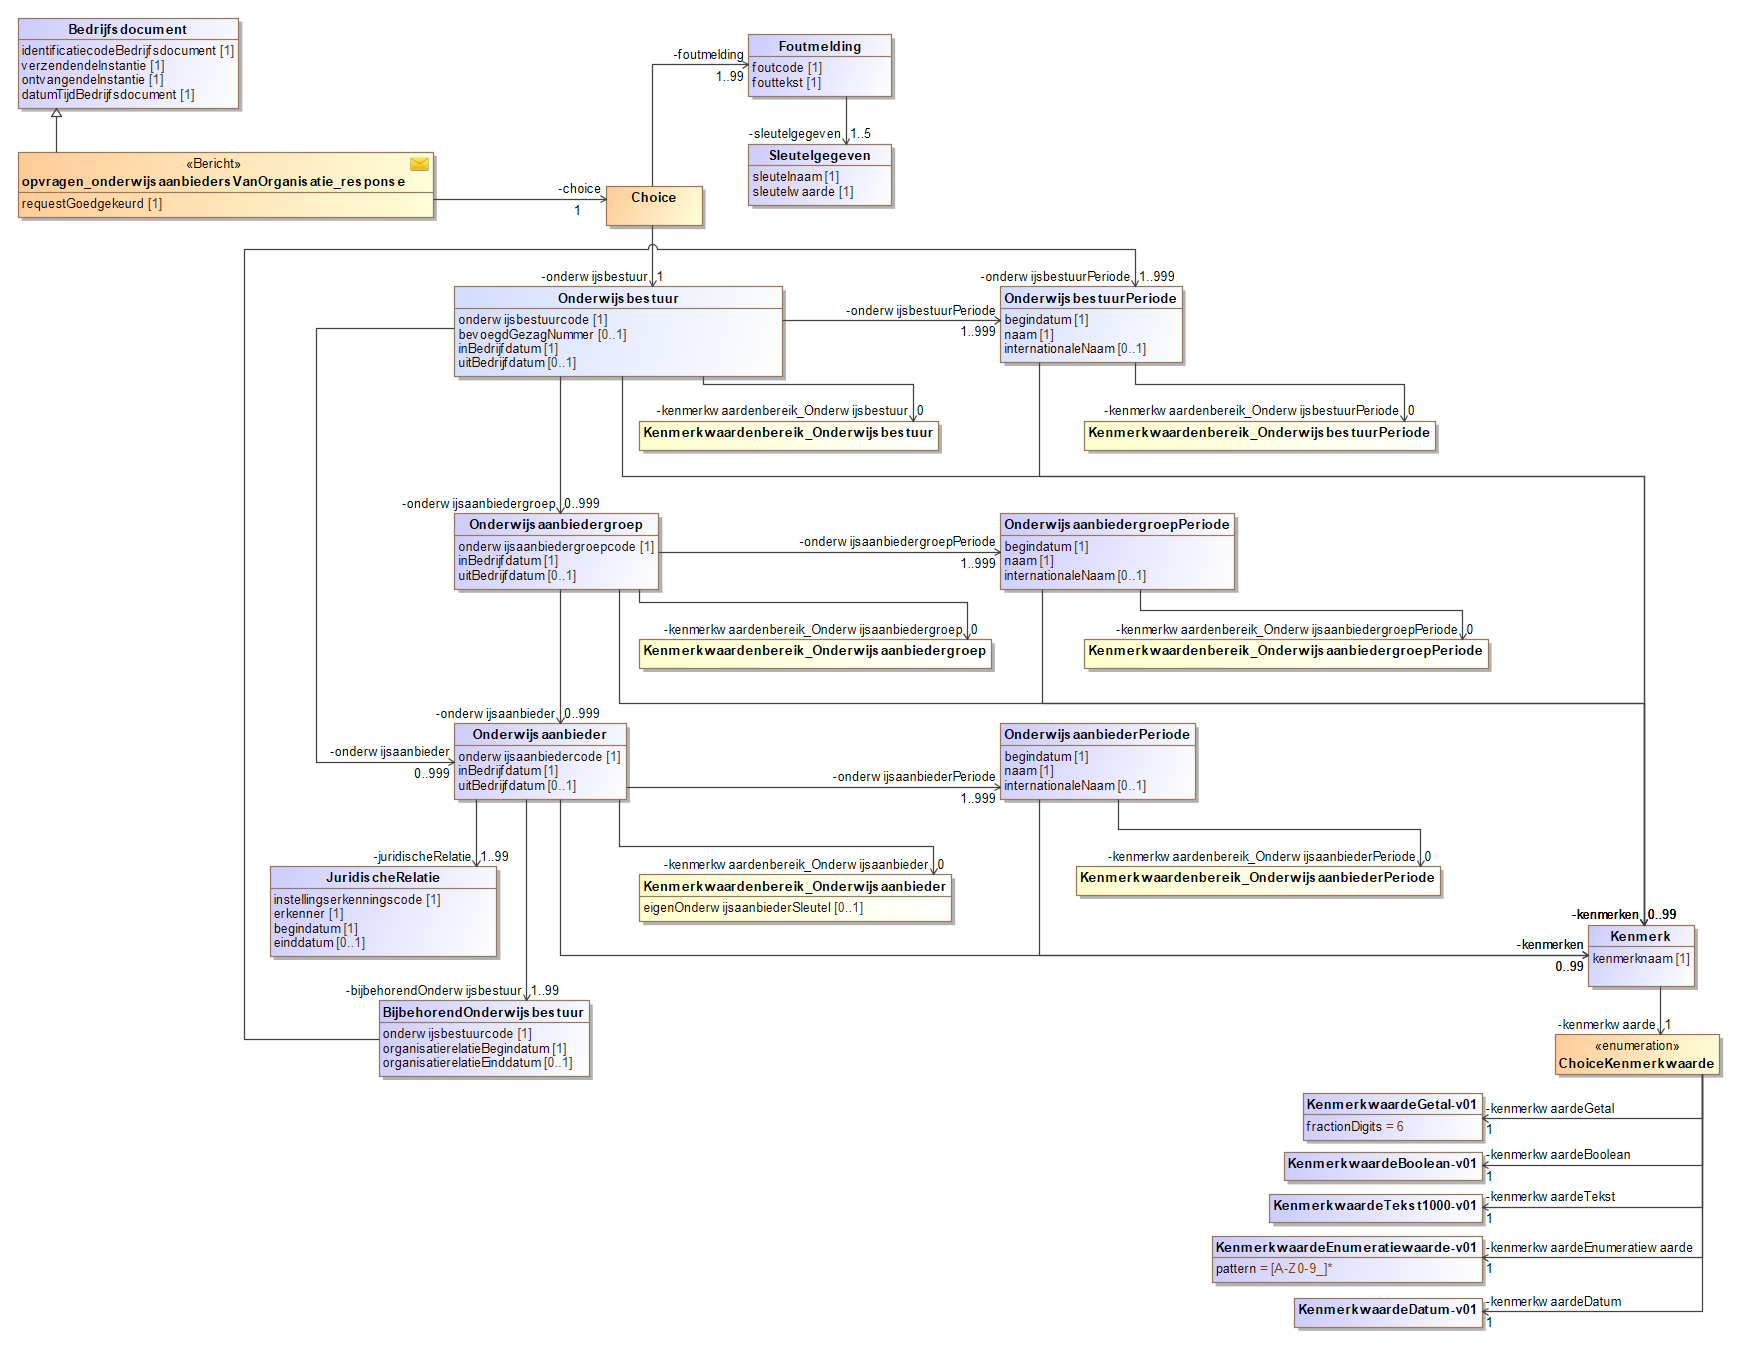 Bedrijfsdocument
identificatiecodeBedrijfsdocument [1]
verzendendeInstantie [1]
ontvangendeInstantie [1]
datumTijdBedrijfsdocument [1]
«Bericht»
opvragen_onderwijsaanbiedersVanOrganisatie_response
requestGoedgekeurd [1]
-choice
1
Choice
-foutmelding
1..99
Foutmelding
foutcode [1]
fouttekst [1]
-sleutelgegeven 1..5
Sleutelgegeven
sleutelnaam [1]
sleutelwaarde [1]
-onderwijsbestuur 1
Onderwijsbestuur
onderwijsbestuurcode [1]
bevoegdGezagNummer [0..1]
inBedrijfdatum [1]
uitBedrijfdatum [0..1]
-onderwijsbestuurPeriode 1..999
-onderwijsbestuurPeriode
1..999
OnderwijsbestuurPeriode
begindatum [1]
naam [1]
internationaleNaam [0..1]
-kenmerkwaardenbereik_Onderwijsbestuur 0
Kenmerkwaardenbereik_Onderwijsbestuur
-kenmerkwaardenbereik_OnderwijsbestuurPeriode 0
Kenmerkwaardenbereik_OnderwijsbestuurPeriode
-onderwijsaanbiedergroep 0..999
Onderwijsaanbiedergroep
onderwijsaanbiedergroepcode [1]
inBedrijfdatum [1]
uitBedrijfdatum [0..1]
-onderwijsaanbiedergroepPeriode
1..999
OnderwijsaanbiedergroepPeriode
begindatum [1]
naam [1]
internationaleNaam [0..1]
-kenmerkwaardenbereik_Onderwijsaanbiedergroep 0
Kenmerkwaardenbereik_Onderwijsaanbiedergroep
-kenmerkwaardenbereik_OnderwijsaanbiedergroepPeriode 0
Kenmerkwaardenbereik_OnderwijsaanbiedergroepPeriode
-onderwijsaanbieder 0..999
-onderwijsaanbieder
0..999
Onderwijsaanbieder
onderwijsaanbiedercode [1]
inBedrijfdatum [1]
uitBedrijfdatum [0..1]
-onderwijsaanbiederPeriode
1..999
OnderwijsaanbiederPeriode
begindatum [1]
naam [1]
internationaleNaam [0..1]
-juridischeRelatie 1..99
JuridischeRelatie
instellingserkenningscode [1]
erkenner [1]
begindatum [1]
einddatum [0..1]
-kenmerkwaardenbereik_Onderwijsaanbieder 0
Kenmerkwaardenbereik_Onderwijsaanbieder
eigenOnderwijsaanbiederSleutel [0..1]
-kenmerkwaardenbereik_OnderwijsaanbiederPeriode 0
Kenmerkwaardenbereik_OnderwijsaanbiederPeriode
-bijbehorendOnderwijsbestuur 1..99
BijbehorendOnderwijsbestuur
onderwijsbestuurcode [1]
organisatierelatieBegindatum [1]
organisatierelatieEinddatum [0..1]
-kenmerken 0..99
-kenmerken
0..99
Kenmerk
kenmerknaam [1]
-kenmerkwaarde 1
«enumeration»
ChoiceKenmerkwaarde
KenmerkwaardeGetal-v01
fractionDigits = 6
-kenmerkwaardeGetal
1
KenmerkwaardeBoolean-v01
-kenmerkwaardeBoolean
1
KenmerkwaardeTekst1000-v01
-kenmerkwaardeTekst
1
KenmerkwaardeEnumeratiewaarde-v01
pattern = [A-Z0-9_]*
-kenmerkwaardeEnumeratiewaarde
1
KenmerkwaardeDatum-v01
-kenmerkwaardeDatum
1